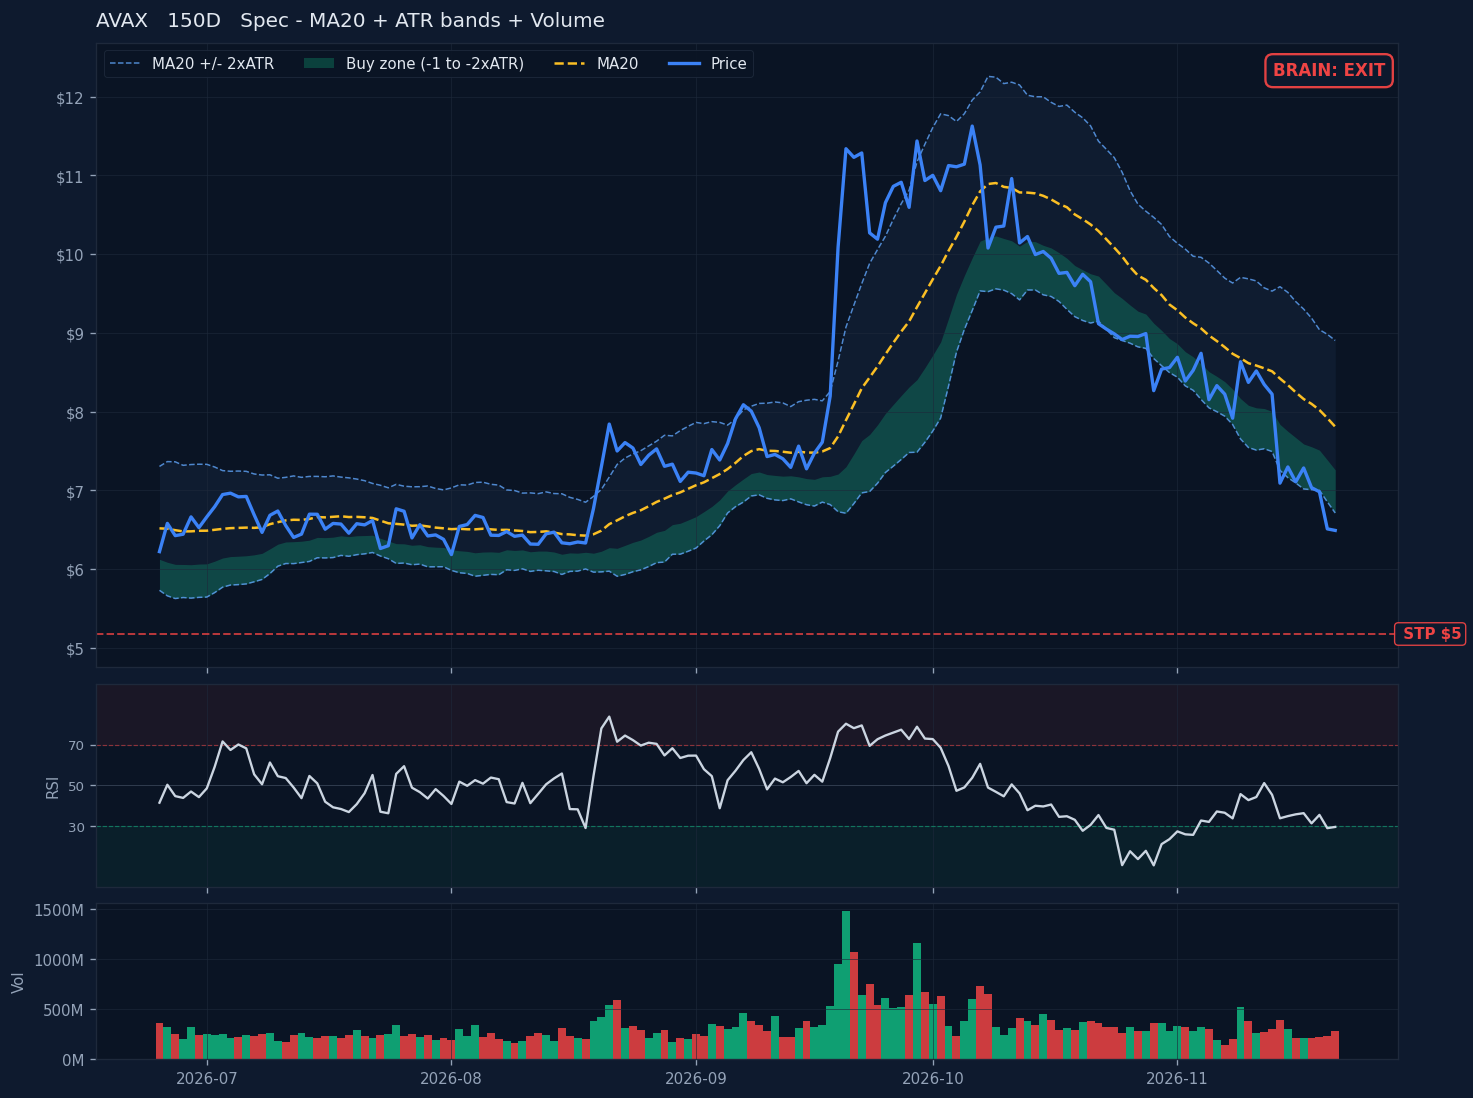 AVAX   150D   Spec - MA20 + ATR bands + Volume
MA20 +/- 2xATR
Buy zone (-1 to -2xATR)
MA20
Price
BRAIN: EXIT
$12
$11
$10
$9
$8
$7
$6
$5
STP $5
RSI
70
50
30
Vol
1500M
1000M
500M
0M
2026-07
2026-08
2026-09
2026-10
2026-11